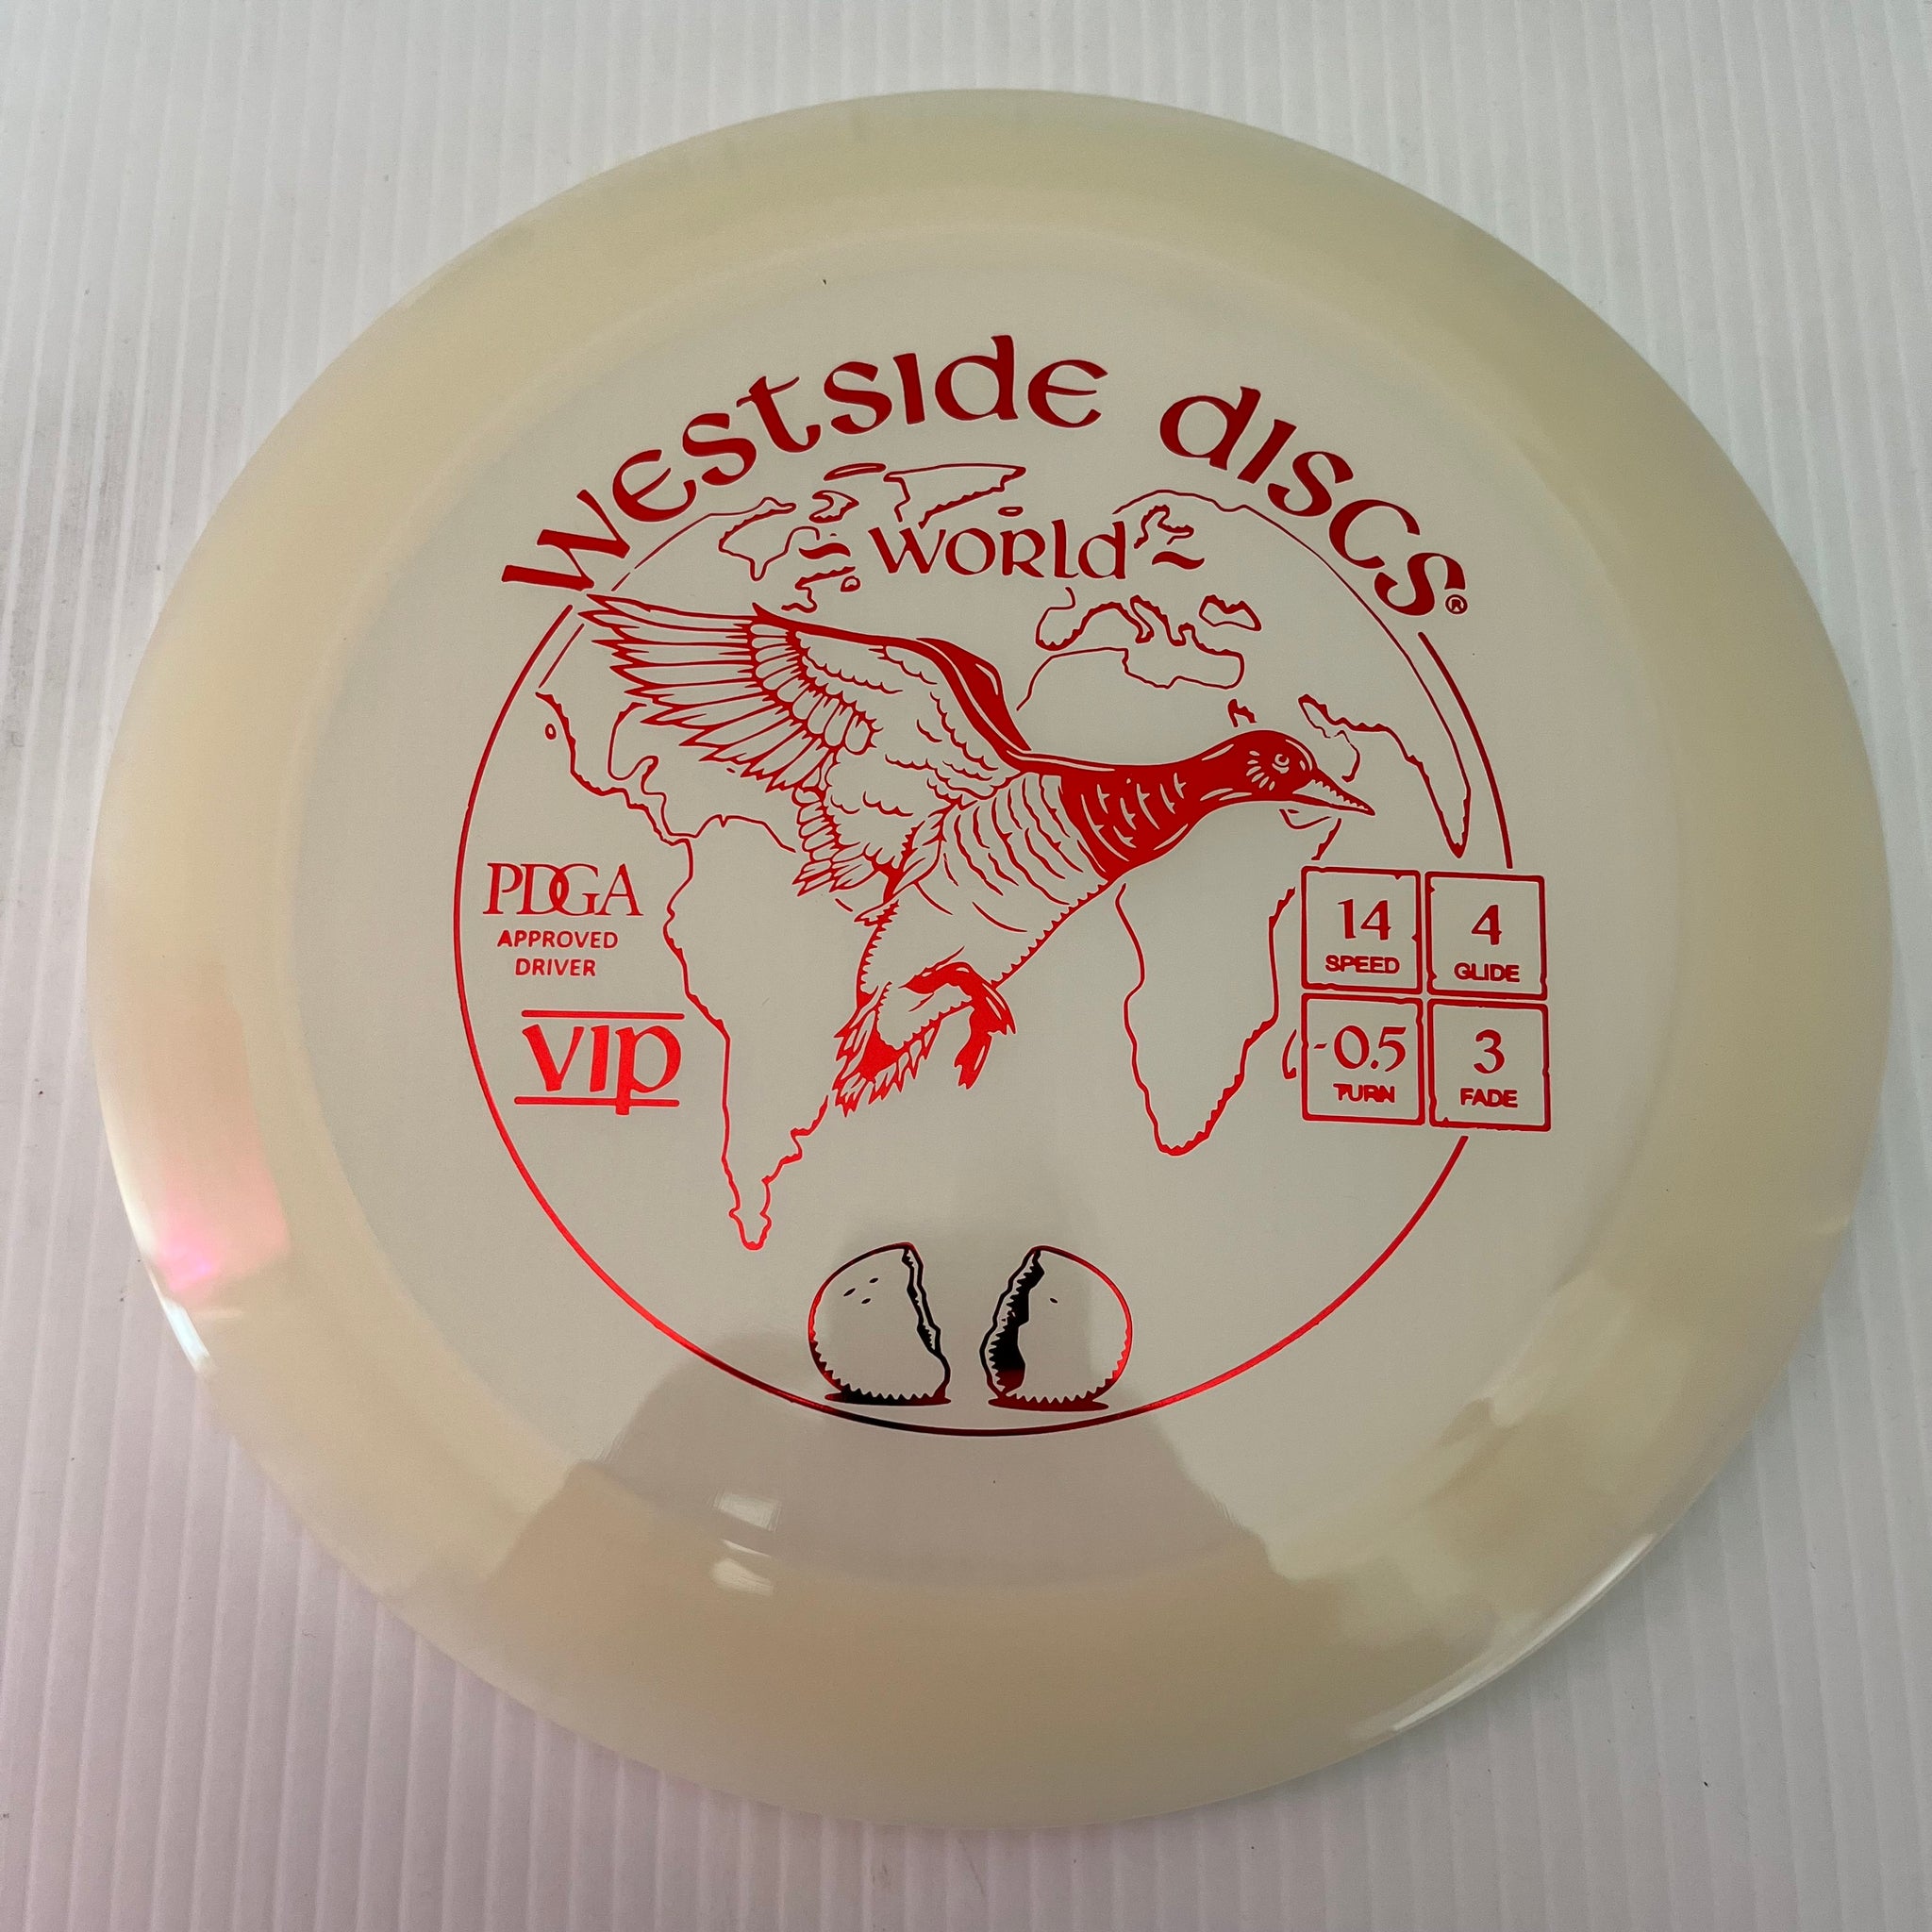 Westside discs®
~ World ~
PDGA
APPROVED
DRIVER
VIP
14
SPEED
4
GLIDE
-0.5
TURN
3
FADE